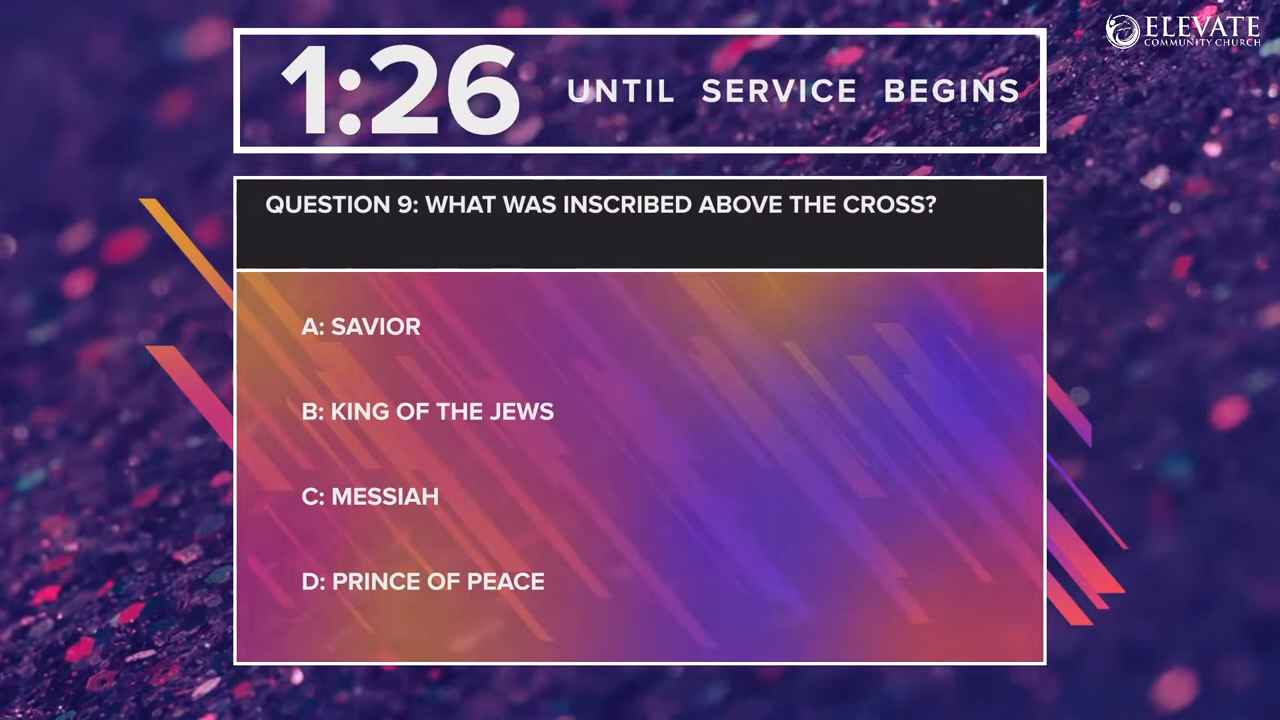 ELEVATE
COMMUNITY CHURCH
1:26 UNTIL SERVICE BEGINS
QUESTION 9: WHAT WAS INSCRIBED ABOVE THE CROSS?
A: SAVIOR
B: KING OF THE JEWS
C: MESSIAH
D: PRINCE OF PEACE